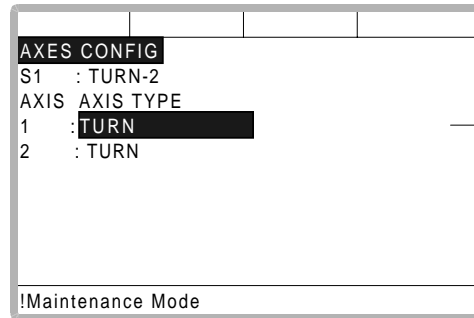 AXES CONFIG
S1 : TURN-2
AXIS AXIS TYPE
1 : TURN
2 : TURN
!Maintenance Mode